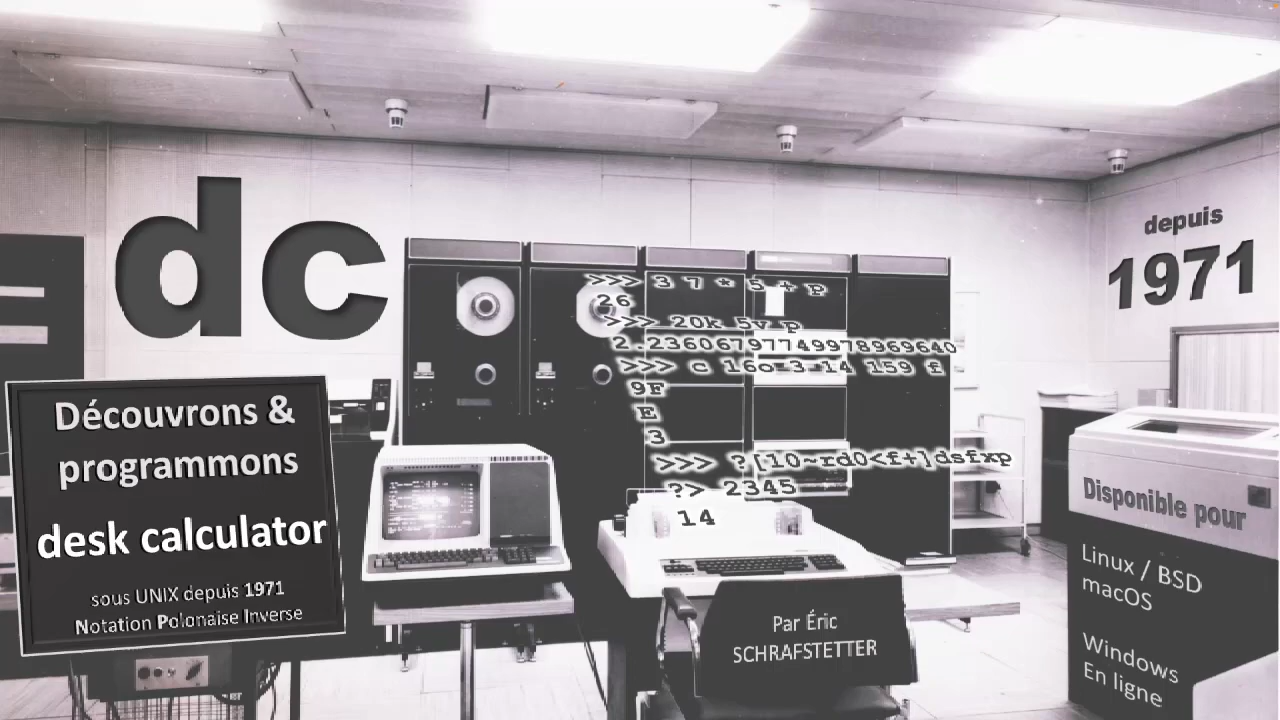 dc
depuis
1971
>>> 3 7 * 5 + p
26
>>> 20k 5v p
2.23606797749978969640
>>> c 16o 3 14 159 f
9F
E
3
>>> ?[10~rd0<f+]dsfxp
?> 2345
14
Découvrons &
programmons
desk calculator
sous UNIX depuis 1971
Notation Polonaise Inverse
Par Éric
SCHRAFSTETTER
Disponible pour
Linux / BSD
macOS
Windows
En ligne